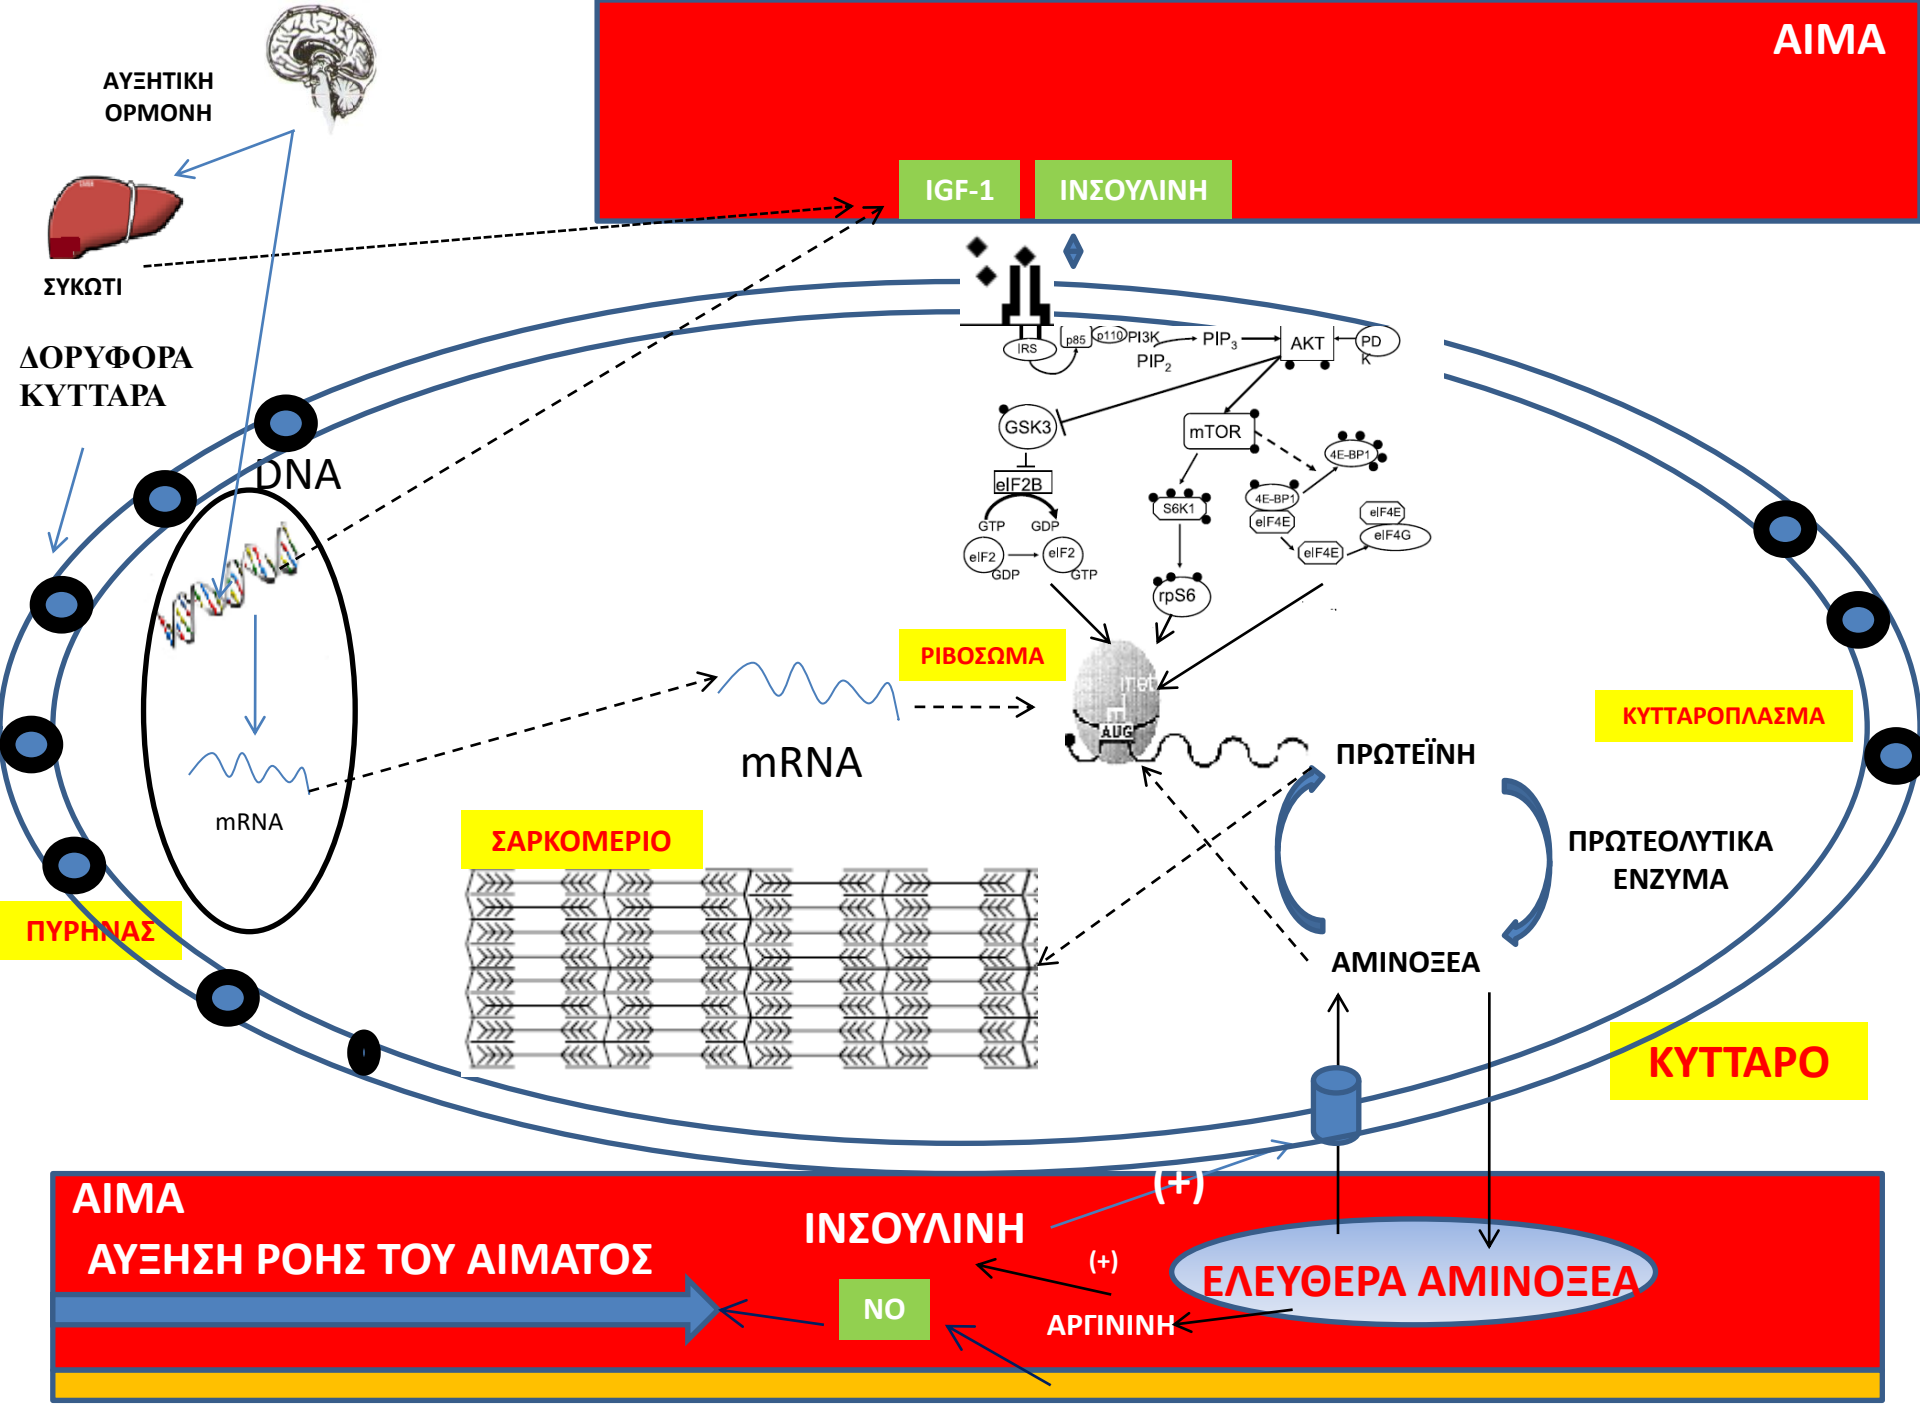 ΑΙΜΑ
ΑΥΞΗΤΙΚΗ
ΟΡΜΟΝΗ
IGF-1
ΙΝΣΟΥΛΙΝΗ
ΣΥΚΩΤΙ
ΔΟΡΥΦΟΡΑ
ΚΥΤΤΑΡΑ
IRS
p85
p110
PI3K
PIP2
PIP3
AKT
PD
K
GSK3
mTOR
4E-BP1
DNA
eIF2B
S6K1
4E-BP1
eIF4E
eIF4E
eIF4G
GTP
GDP
eIF2
GDP
eIF2
GTP
eIF4E
rpS6
ΡΙΒΟΣΩΜΑ
met
AUG
mRNA
ΚΥΤΤΑΡΟΠΛΑΣΜΑ
ΠΡΩΤΕΪΝΗ
mRNA
ΣΑΡΚΟΜΕΡΙΟ
ΠΡΩΤΕΟΛΥΤΙΚΑ
ΕΝΖΥΜΑ
ΠΥΡΗΝΑΣ
ΑΜΙΝΟΞΕΑ
ΚΥΤΤΑΡΟ
ΑΙΜΑ
(+)
ΙΝΣΟΥΛΙΝΗ
ΑΥΞΗΣΗ ΡΟΗΣ ΤΟΥ ΑΙΜΑΤΟΣ
(+)
ΕΛΕΥΘΕΡΑ ΑΜΙΝΟΞΕΑ
NO
ΑΡΓΙΝΙΝΗ